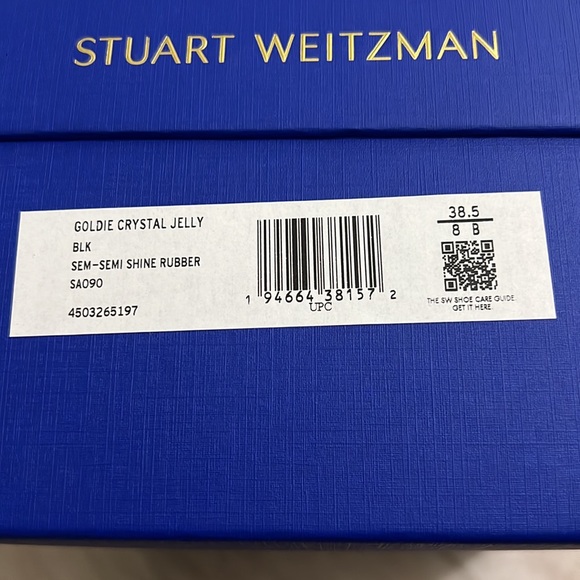 STUART WEITZMAN
GOLDIE CRYSTAL JELLY
BLK
SEM-SEMI SHINE RUBBER
SA090
4503265197
1 94664 38157 2
UPC
38.5
8 B
THE SW SHOE CARE GUIDE.
GET IT HERE.